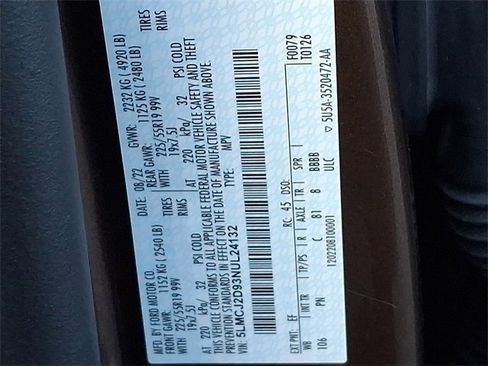 MFD. BY FORD MOTOR CO. DATE: 08/22 GVWR: 2232 KG ( 4920 LB)
FRONT GAWR: 1152 KG ( 2540 LB) REAR GAWR: 1125 KG ( 2480 LB)
WITH TIRES WITH TIRES
225/55R19 99V 225/55R19 99V
19x7.5J RIMS 19x7.5J RIMS
AT 220 kPa/ 32 PSI COLD AT 220 kPa/ 32 PSI COLD
THIS VEHICLE CONFORMS TO ALL APPLICABLE FEDERAL MOTOR VEHICLE SAFETY AND THEFT
PREVENTION STANDARDS IN EFFECT ON THE DATE OF MANUFACTURE SHOWN ABOVE.
VIN: 5LMCJ2D93NUL24132
TYPE: MPV
F0079
T0126
EXT PNT: EF RC: 45 DSO:
WB INT TR TP/PS R AXLE TR SPR
106 PN C B1 8 BBBB
ULC
120220B100001
▽ 5U5A-3520472-AA